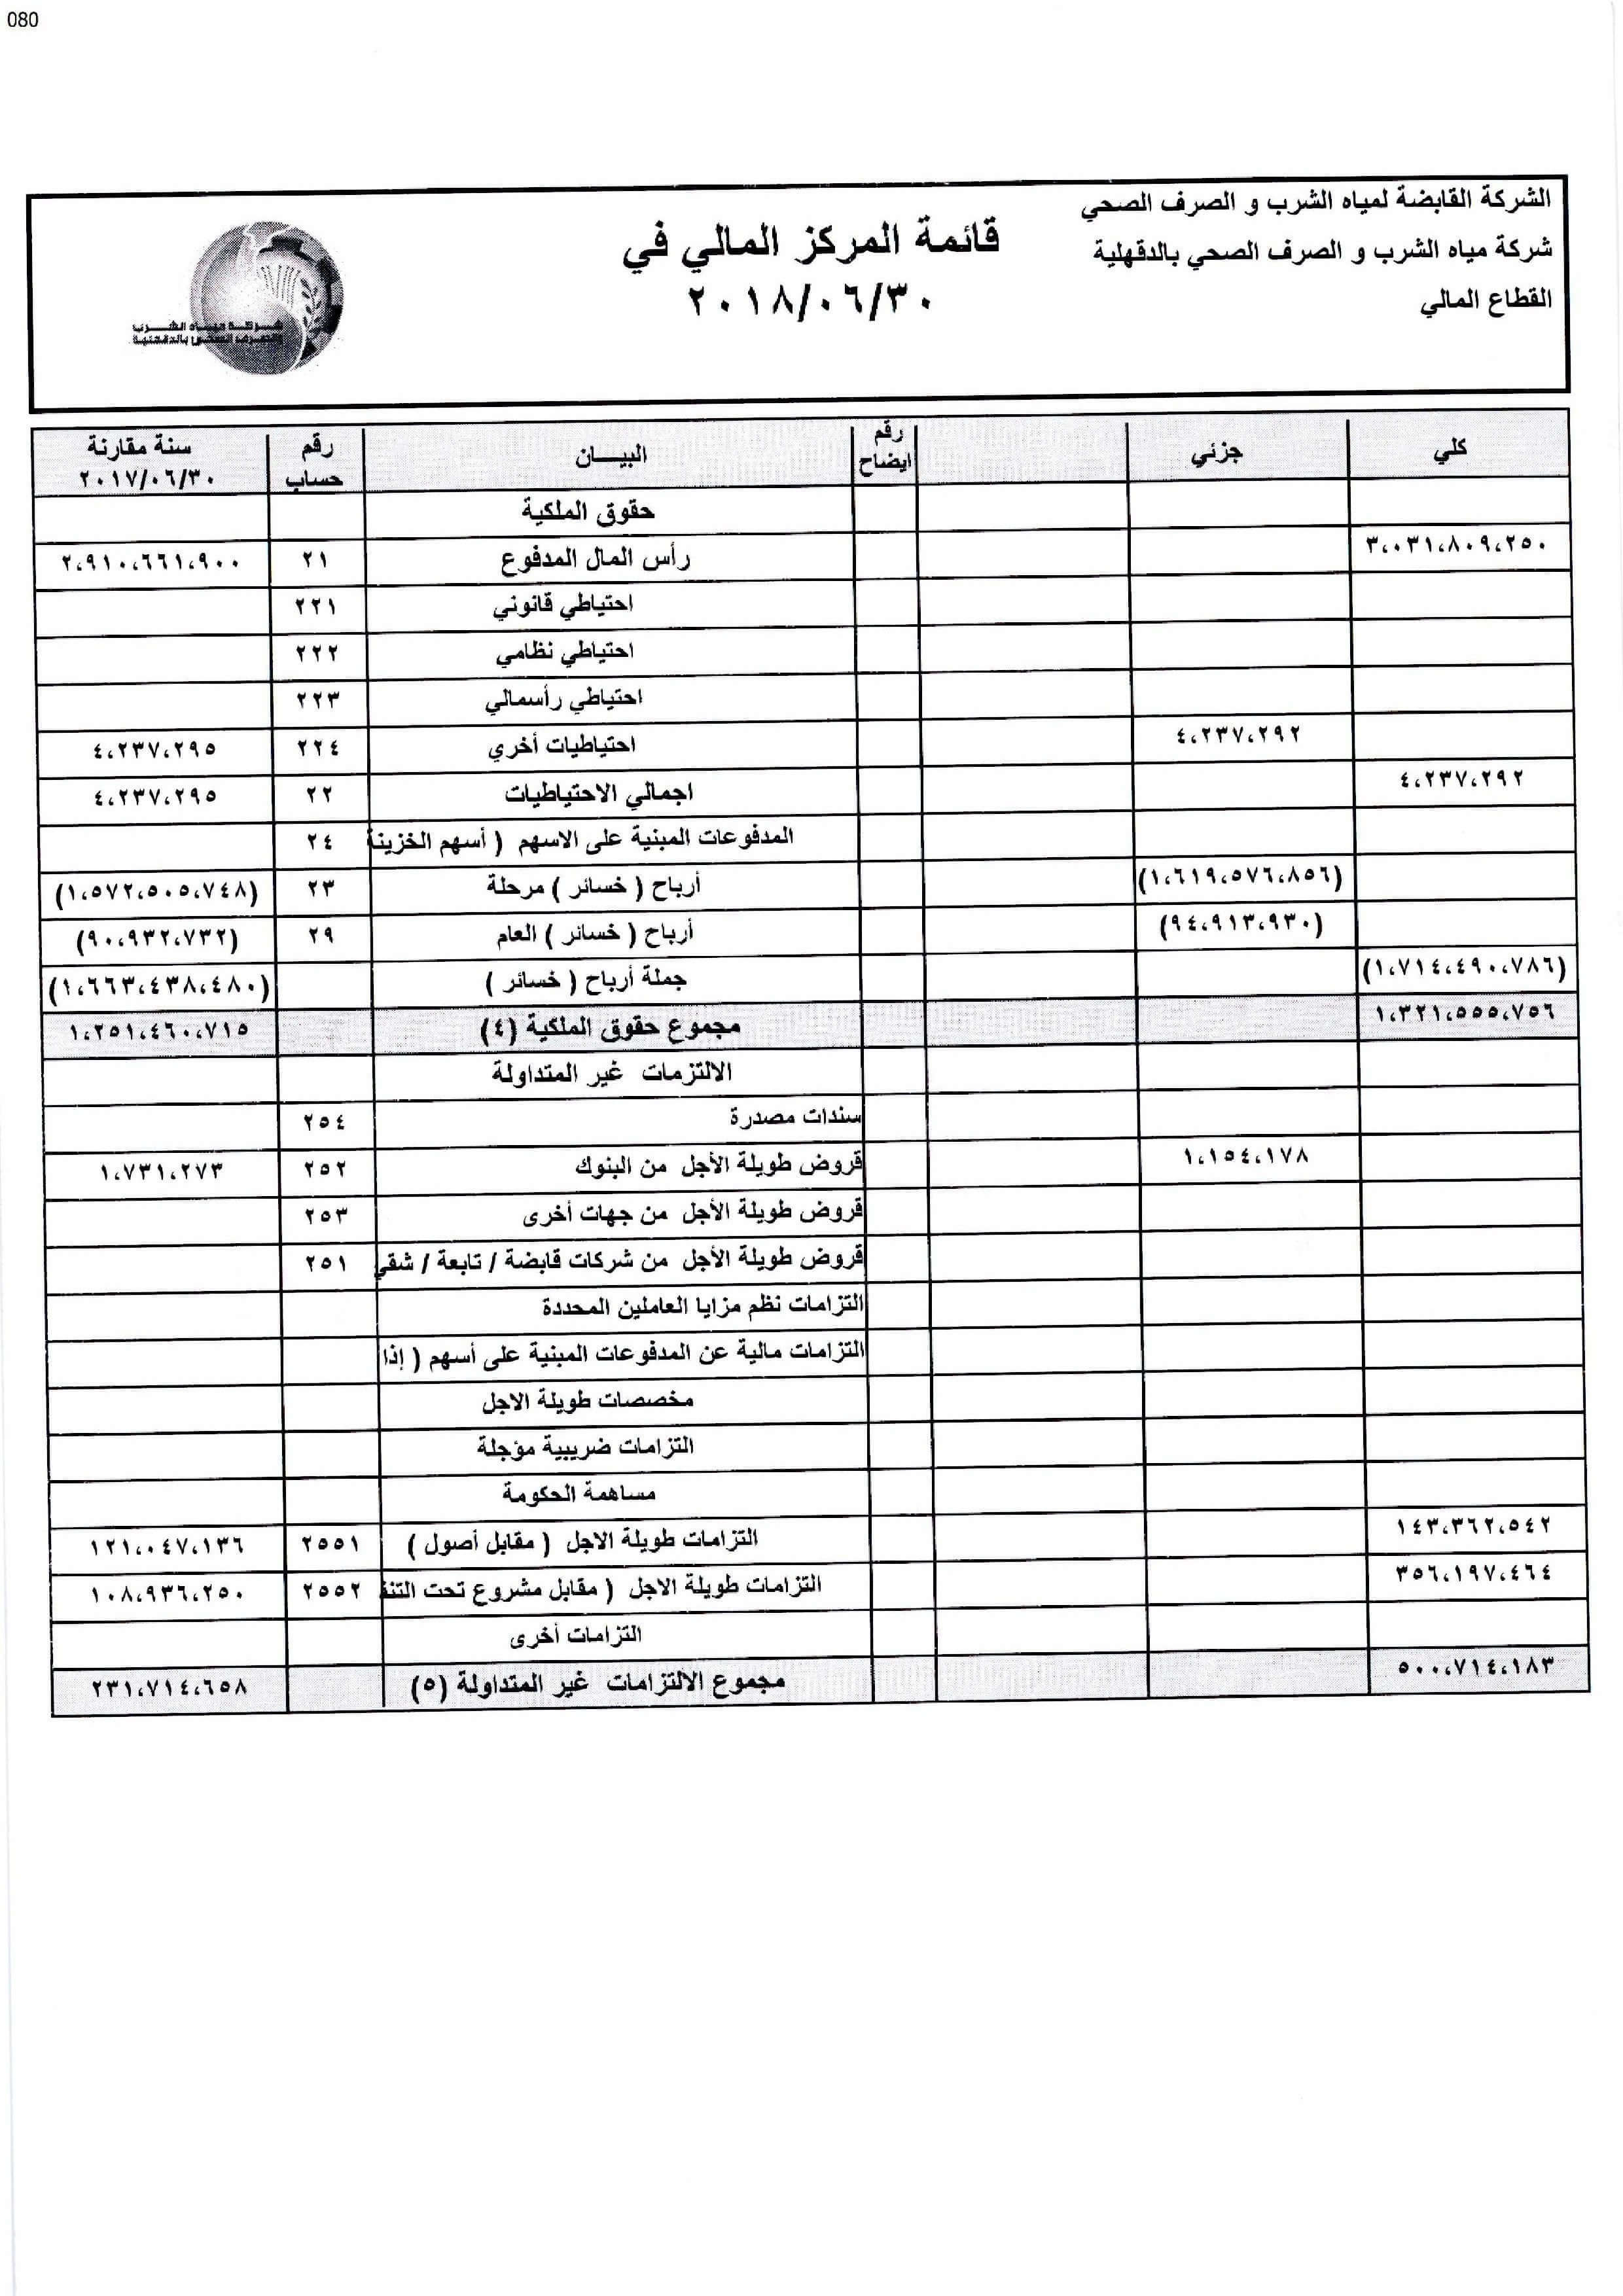 080
الشركة القابضة لمياه الشرب و الصرف الصحي
شركة مياه الشرب و الصرف الصحي بالدقهلية
القطاع المالي
قائمة المركز المالي في
٢٠١٨/٠٦/٣٠
شركة مياه الشرب
والصرف الصحي بالدقهلية
كلي جزئي رقم ايضاح البيـــان رقم حساب سنة مقارنة ٢٠١٧/٠٦/٣٠
حقوق الملكية
٣،٠٣١،٨٠٩،٢٥٠ رأس المال المدفوع ٢١ ٢،٩١٠،٦٦١،٩٠٠
احتياطي قانوني ٢٢١
احتياطي نظامي ٢٢٢
احتياطي رأسمالي ٢٢٣
٤،٢٣٧،٢٩٢ احتياطيات أخري ٢٢٤ ٤،٢٣٧،٢٩٥
٤،٢٣٧،٢٩٢ اجمالي الاحتياطيات ٢٢ ٤،٢٣٧،٢٩٥
المدفوعات المبنية على الاسهم ( أسهم الخزينة ٢٤
(١،٦١٩،٥٧٦،٨٥٦) أرباح ( خسائر ) مرحلة ٢٣ (١،٥٧٢،٥٠٥،٧٤٨)
(٩٤،٩١٣،٩٣٠) أرباح ( خسائر ) العام ٢٩ (٩٠،٩٣٢،٧٣٢)
(١،٧١٤،٤٩٠،٧٨٦) جملة أرباح ( خسائر ) (١،٦٦٣،٤٣٨،٤٨٠)
١،٣٢١،٥٥٥،٧٥٦ مجموع حقوق الملكية (٤) ١،٢٥١،٤٦٠،٧١٥
الالتزمات غير المتداولة
سندات مصدرة ٢٥٤
١،١٥٤،١٧٨ قروض طويلة الأجل من البنوك ٢٥٢ ١،٧٣١،٢٧٣
قروض طويلة الأجل من جهات أخرى ٢٥٣
قروض طويلة الأجل من شركات قابضة / تابعة / شقي ٢٥١
التزامات نظم مزايا العاملين المحددة
التزامات مالية عن المدفوعات المبنية على أسهم ( إذا
مخصصات طويلة الاجل
التزامات ضريبية مؤجلة
مساهمة الحكومة
١٤٣،٣٦٢،٥٤٢ التزامات طويلة الاجل ( مقابل أصول ) ٢٥٥١ ١٢١،٠٤٧،١٣٦
٣٥٦،١٩٧،٤٦٤ التزامات طويلة الاجل ( مقابل مشروع تحت التنف ٢٥٥٢ ١٠٨،٩٣٦،٢٥٠
التزامات أخرى
٥٠٠،٧١٤،١٨٣ مجموع الالتزامات غير المتداولة (٥) ٢٣١،٧١٤،٦٥٨